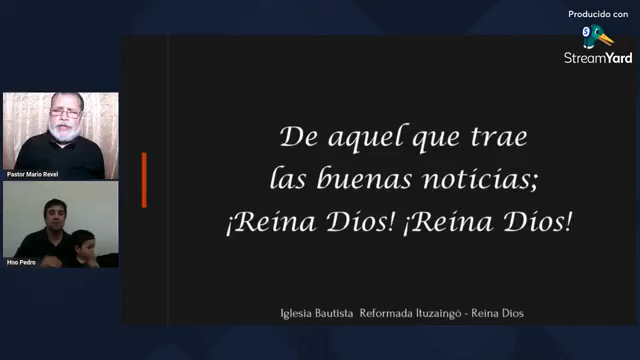 Producido con
StreamYard
De aquel que trae
las buenas noticias;
¡Reina Dios! ¡Reina Dios!
Pastor Mario Revel
Hno Pedro
Iglesia Bautista Reformada Ituzaingó - Reina Dios